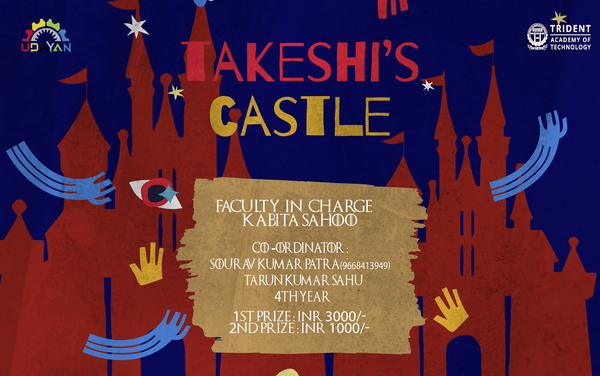 UDYAN
TRIDENT
ACADEMY OF
TECHNOLOGY
TAKESHI'S
CASTLE
FACULTY IN CHARGE
KABITA SAHOO
CO-ORDINATOR :
SOURAV KUMAR PATRA(9668413949)
TARUN KUMAR SAHU
4TH YEAR
1ST PRIZE : INR 3000/-
2ND PRIZE : INR 1000/-